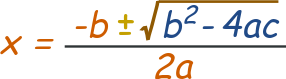 x = (-b ± √(b² - 4ac)) / 2a